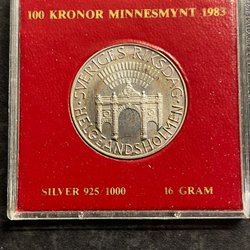 100 KRONOR MINNESMYNT 1983
SVERIGES RIKSDAG
HELGEANDSHOLMEN
SILVER 925/1000 16 GRAM